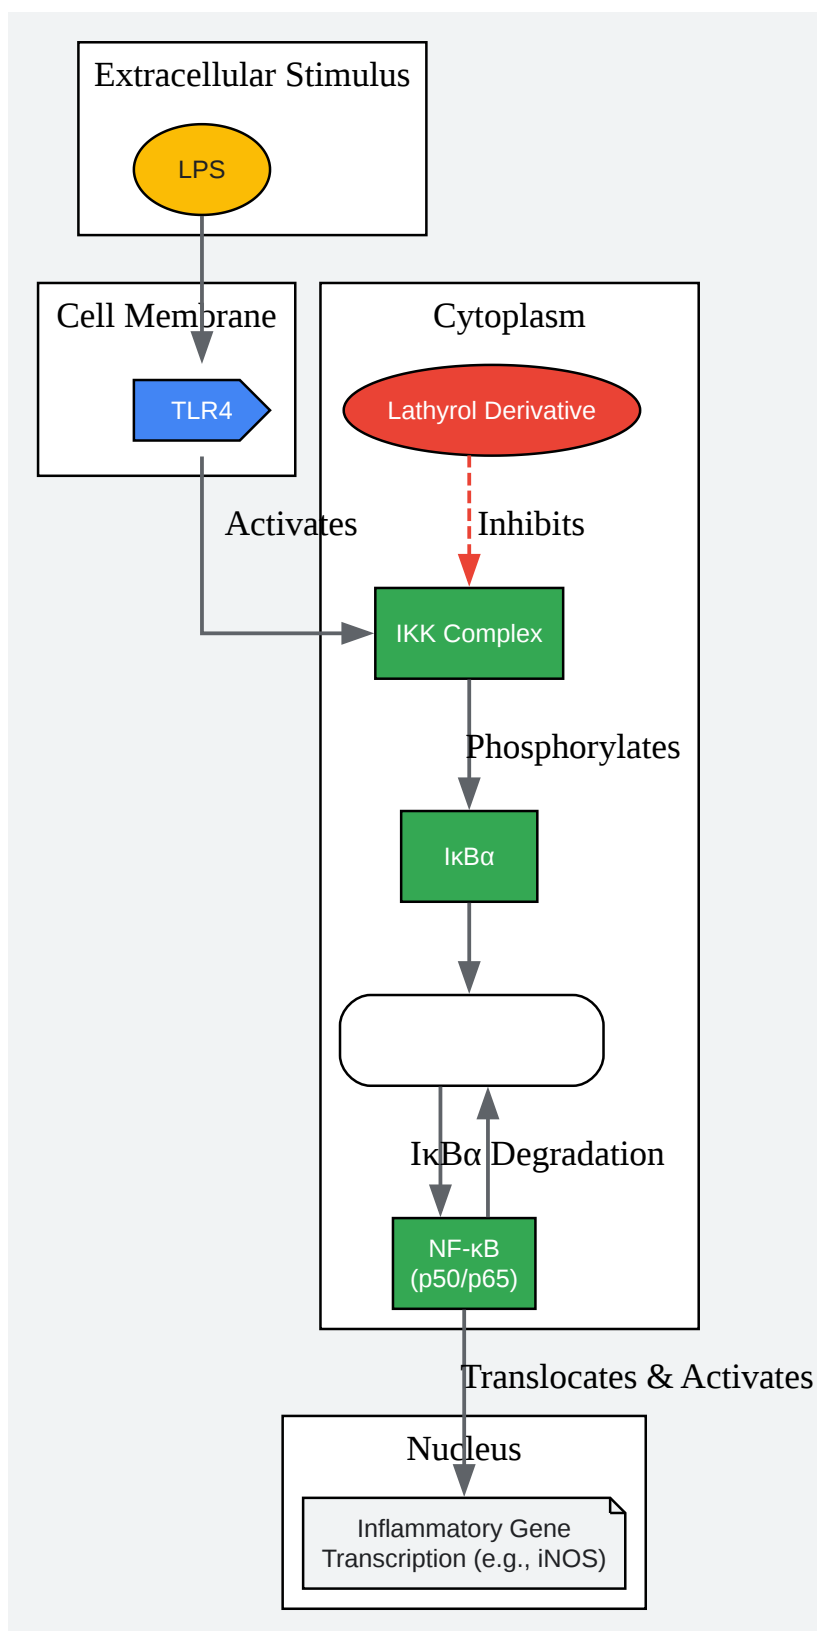 Extracellular Stimulus
LPS
Cell Membrane
Cytoplasm
TLR4
Lathyrol Derivative
Activates
Inhibits
IKK Complex
Phosphorylates
IκBα
IκBα Degradation
NF-κB
(p50/p65)
Translocates & Activates
Nucleus
Inflammatory Gene
Transcription (e.g., iNOS)